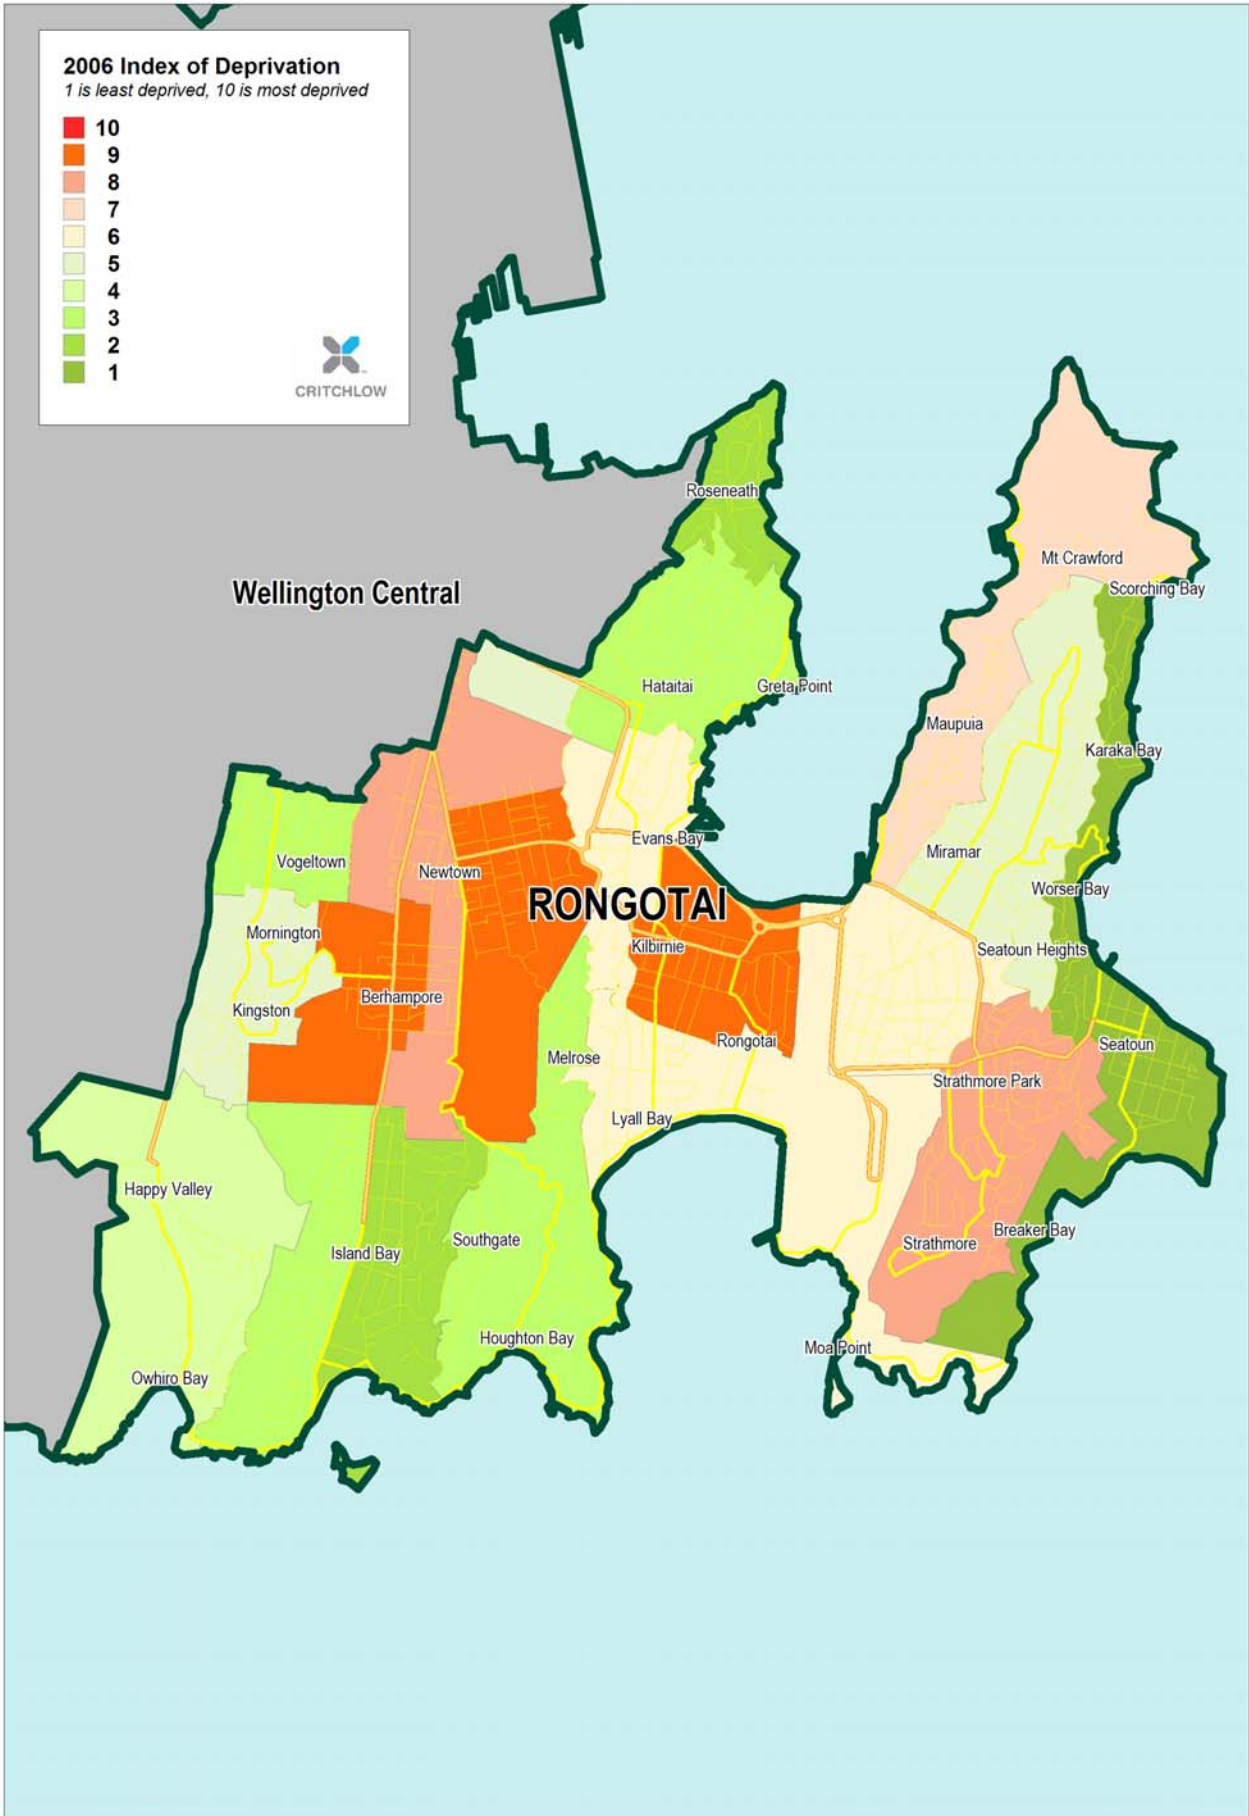 2006 Index of Deprivation
1 is least deprived, 10 is most deprived
10
9
8
7
6
5
4
3
2
1
CRITCHLOW
Roseneath
Mt Crawford
Scorching Bay
Wellington Central
Hataitai
Greta Point
Maupuia
Karaka Bay
Evans Bay
Vogeltown
Newtown
Miramar
Worser Bay
RONGOTAI
Mornington
Kilbirnie
Seatoun Heights
Berhampore
Kingston
Rongotai
Seatoun
Melrose
Strathmore Park
Lyall Bay
Happy Valley
Breaker Bay
Southgate
Strathmore
Island Bay
Houghton Bay
Moa Point
Owhiro Bay